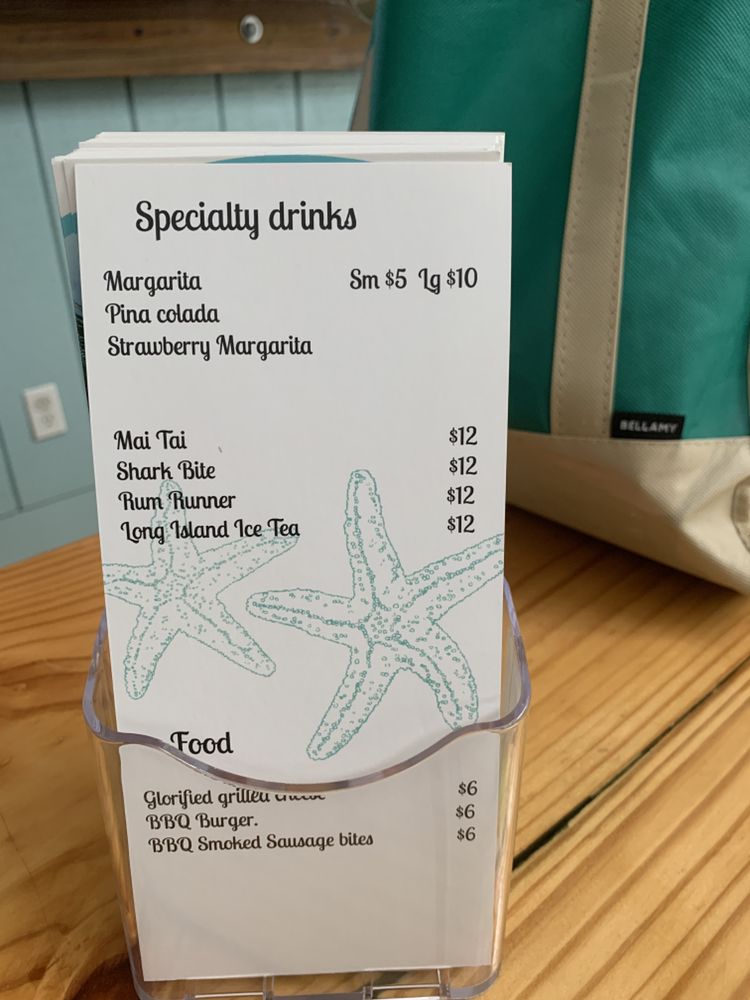 Specialty drinks
Margarita Sm $5 Lg $10
Pina colada
Strawberry Margarita
Mai Tai $12
Shark Bite $12
Rum Runner $12
Long Island Ice Tea $12
Food
Glorified grilled cheese $6
BBQ Burger. $6
BBQ Smoked Sausage bites $6
BELLAMY